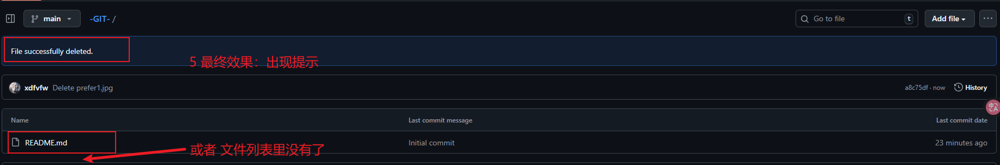 main
-GIT- /
Go to file
t
Add file
File successfully deleted.
5 最终效果：出现提示
xdfvfw Delete prefer1.jpg
a8c75df · now
History
中A
Name
Last commit message
Last commit date
README.md
Initial commit
23 minutes ago
或者 文件列表里没有了